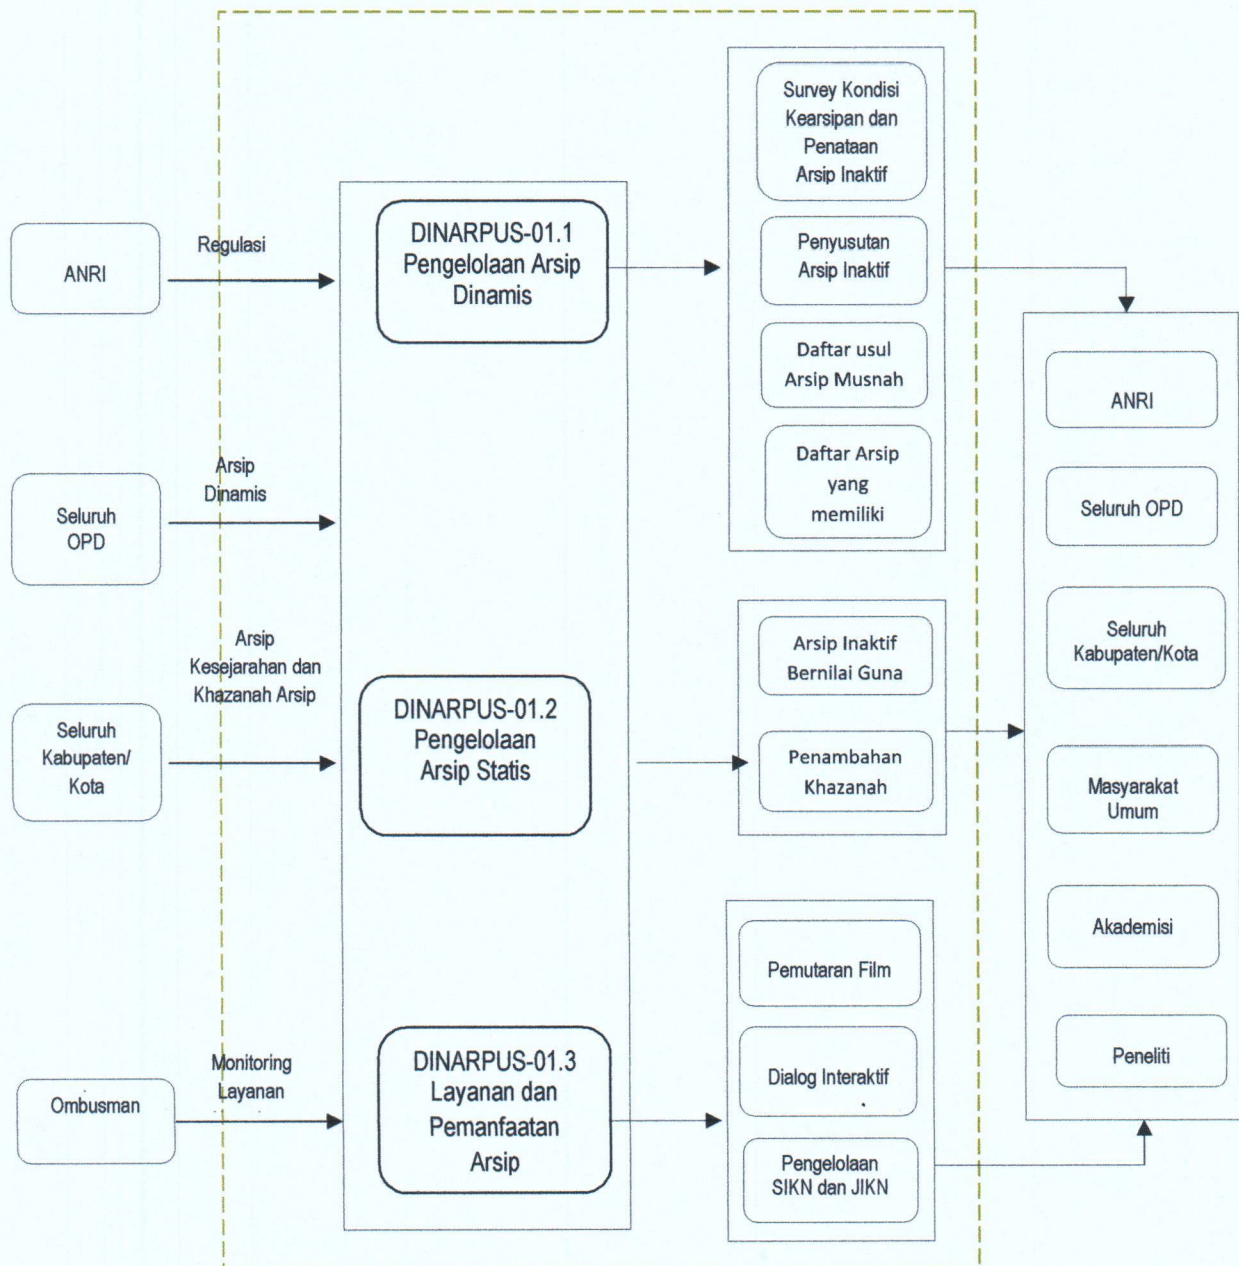 ANRI
Regulasi
Seluruh
OPD
Arsip
Dinamis
Seluruh
Kabupaten/
Kota
Arsip
Kesejarahan dan
Khazanah Arsip
Ombusman
Monitoring
Layanan
DINARPUS-01.1
Pengelolaan Arsip
Dinamis
DINARPUS-01.2
Pengelolaan
Arsip Statis
DINARPUS-01.3
Layanan dan
Pemanfaatan
Arsip
Survey Kondisi
Kearsipan dan
Penataan
Arsip Inaktif
Penyusutan
Arsip Inaktif
Daftar usul
Arsip Musnah
Daftar Arsip
yang
memiliki
Arsip Inaktif
Bernilai Guna
Penambahan
Khazanah
Pemutaran Film
Dialog Interaktif
Pengelolaan
SIKN dan JIKN
ANRI
Seluruh OPD
Seluruh
Kabupaten/Kota
Masyarakat
Umum
Akademisi
Peneliti